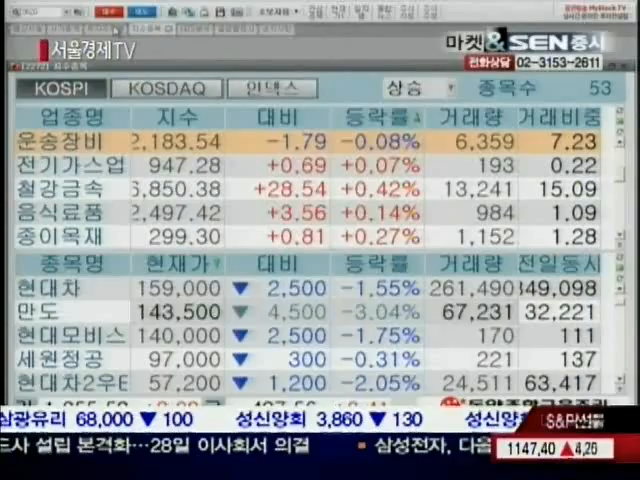 서울경제TV
마켓&SEN증시
전화상담 02-3153-2611
KOSPI KOSDAQ 인덱스 상승 종목수 53
업종명 지수 대비 등락률 거래량 거래비중
운송장비 2,183.54 -1.79 -0.08% 6,359 7.23
전기가스업 947.28 +0.69 +0.07% 193 0.22
철강금속 6,850.38 +28.54 +0.42% 13,241 15.09
음식료품 2,497.42 +3.56 +0.14% 984 1.09
종이목재 299.30 +0.81 +0.27% 1,152 1.28
종목명 현재가 대비 등락률 거래량 전일동시
현대차 159,000 ▼ 2,500 -1.55% 261,490 349,098
만도 143,500 ▼ 4,500 -3.04% 67,231 32,221
현대모비스 140,000 ▼ 2,500 -1.75% 170 111
세원정공 97,000 ▼ 300 -0.31% 221 137
현대차2우B 57,200 ▼ 1,200 -2.05% 24,511 63,417
삼광유리 68,000 ▼ 100 성신양회 3,860 ▼ 130 성신양회
S&P선물
드사 설립 본격화…28일 이사회서 의결 ▪ 삼성전자, 다음
1147,40 ▲4,26